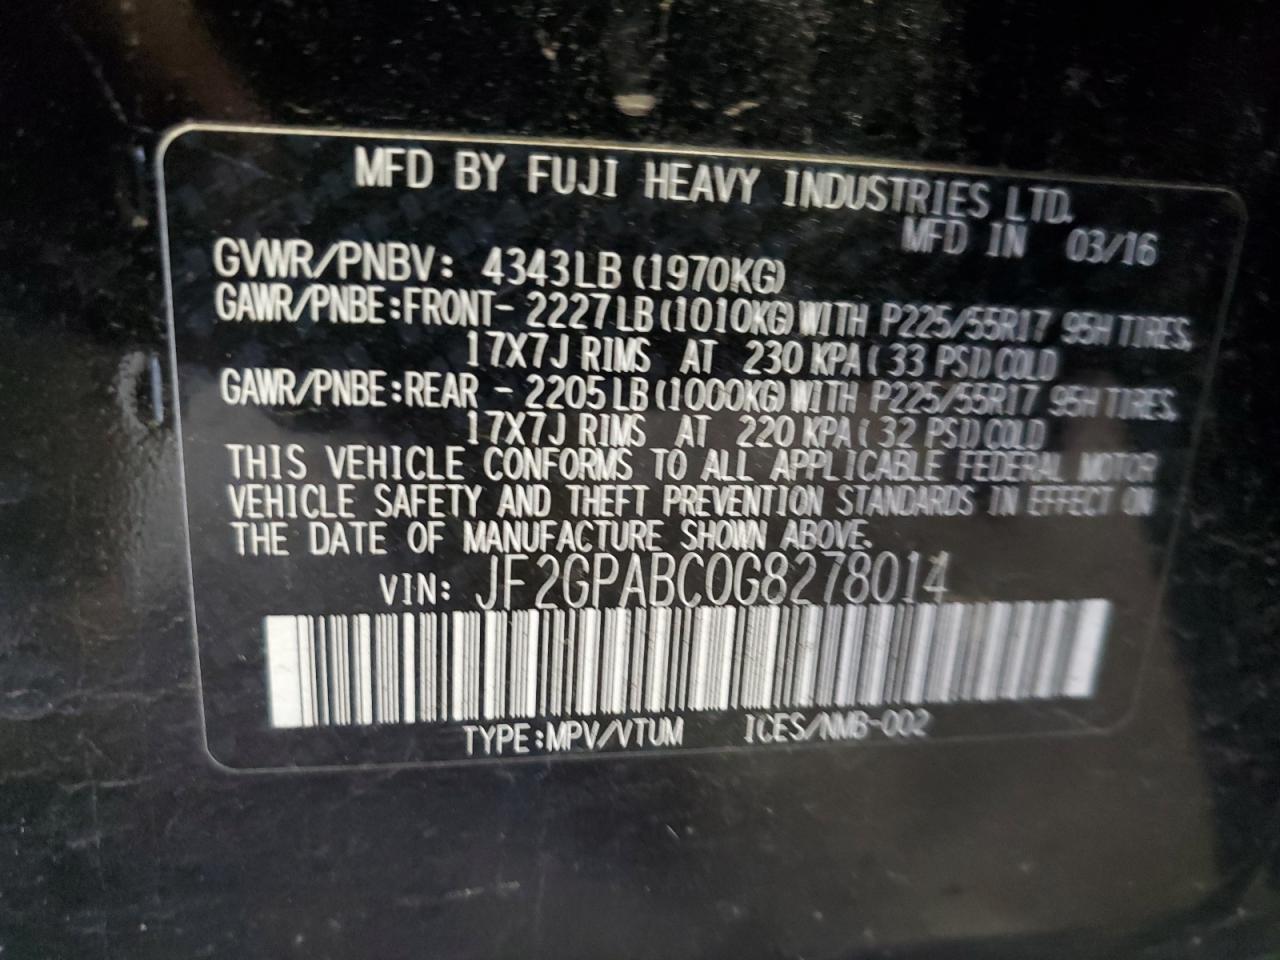 MFD BY FUJI HEAVY INDUSTRIES LTD.
MFD IN 03/16
GVWR/PNBV: 4343LB (1970KG)
GAWR/PNBE:FRONT- 2227LB(1010KG)WITH P225/55R17 95H TIRES,
17X7J RIMS AT 230 KPA( 33 PSI)COLD
GAWR/PNBE:REAR - 2205LB(1000KG)WITH P225/55R17 95H TIRES,
17X7J RIMS AT 220 KPA( 32 PSI)COLD
THIS VEHICLE CONFORMS TO ALL APPLICABLE FEDERAL MOTOR
VEHICLE SAFETY AND THEFT PREVENTION STANDARDS IN EFFECT ON
THE DATE OF MANUFACTURE SHOWN ABOVE.
VIN: JF2GPABC0G8278014
TYPE:MPV/VTUM ICES/NMB-002